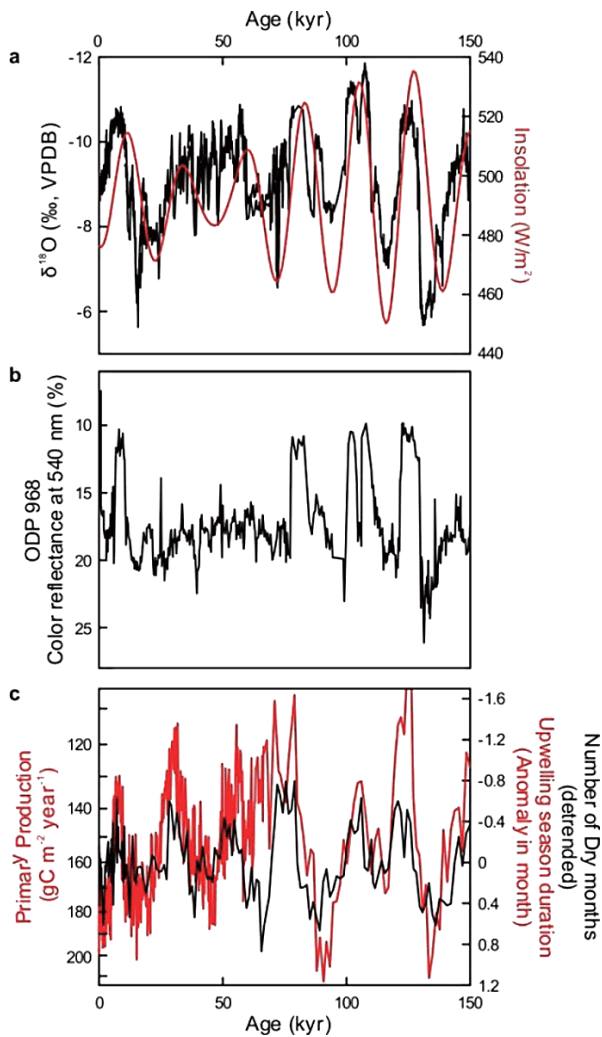 Age (kyr)
0 50 100 150
a
-12
-10
-8
-6
δ¹⁸O (‰, VPDB)
540
520
500
480
460
440
Insolation
(W/m²)
b
10
15
20
25
ODP 968
Color reflectance at 540 nm (%)
c
120
140
160
180
200
Primary Production
(gC m⁻² year⁻¹)
-1.6
-1.2
-0.8
-0.4
0
0.4
0.8
1.2
Upwelling season duration
(Anomaly in month)
Number of Dry months
(detrended)
0 50 100 150
Age (kyr)